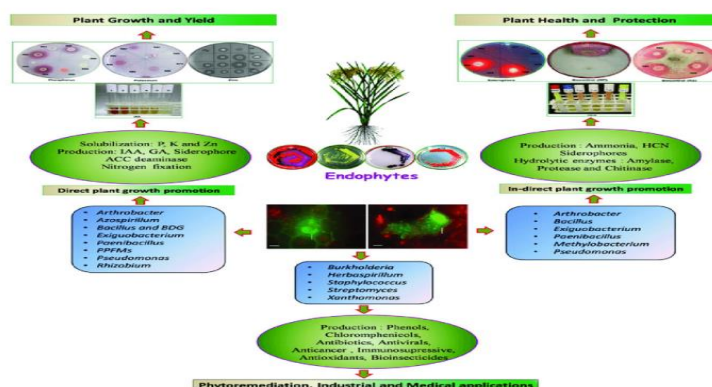 Plant Growth and Yield
Plant Health and Protection
Solubilization: P, K and Zn
Production: IAA, GA, Siderophore
ACC deaminase
Nitrogen fixation
Endophytes
Production : Ammonia, HCN
Siderophores
Hydrolytic enzymes : Amylase,
Protease and Chitinase
Direct plant growth promotion
In-direct plant growth promotion
• Arthrobacter
• Azospirillum
• Bacillus and BDG
• Exiguobacterium
• Paenibacillus
• PPFMs
• Pseudomonas
• Rhizobium
• Arthrobacter
• Bacillus
• Exiguobacterium
• Paenibacillus
• Methylobacterium
• Pseudomonas
• Burkholderia
• Herbaspirillum
• Staphylococcus
• Streptomyces
• Xanthomonas
Production : Phenols,
Chloromphenicols,
Antibiotics, Antivirals,
Anticancer , Immunosupressive,
Antioxidants, Bioinsecticides
Phytoremediation, Industrial and Medical applications